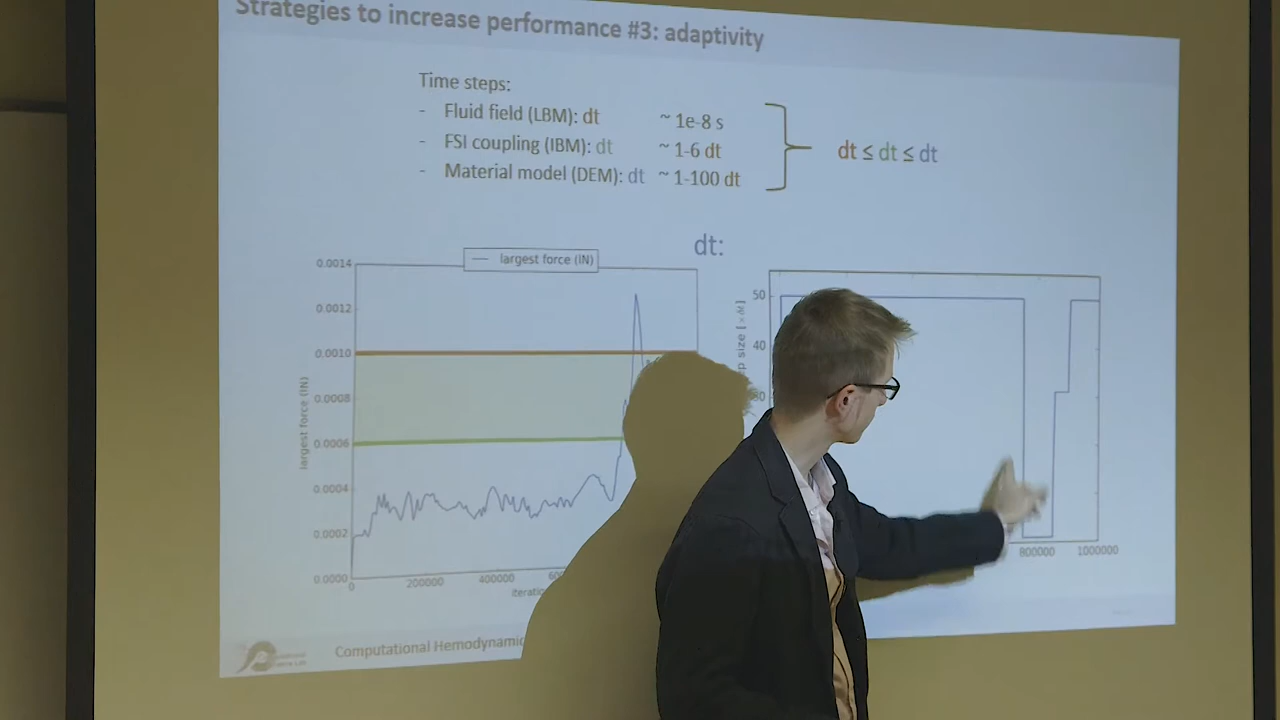 Strategies to increase performance #3: adaptivity
Time steps:
- Fluid field (LBM): dt ~ 1e-8 s
- FSI coupling (IBM): dt ~ 1-6 dt
- Material model (DEM): dt ~ 1-100 dt
dt ≤ dt ≤ dt
dt:
largest force (lN)
0.0014
0.0012
0.0010
0.0008
0.0006
0.0004
0.0002
0.0000
largest force (lN)
0 200000 400000
50
40
800000 1000000
Computational